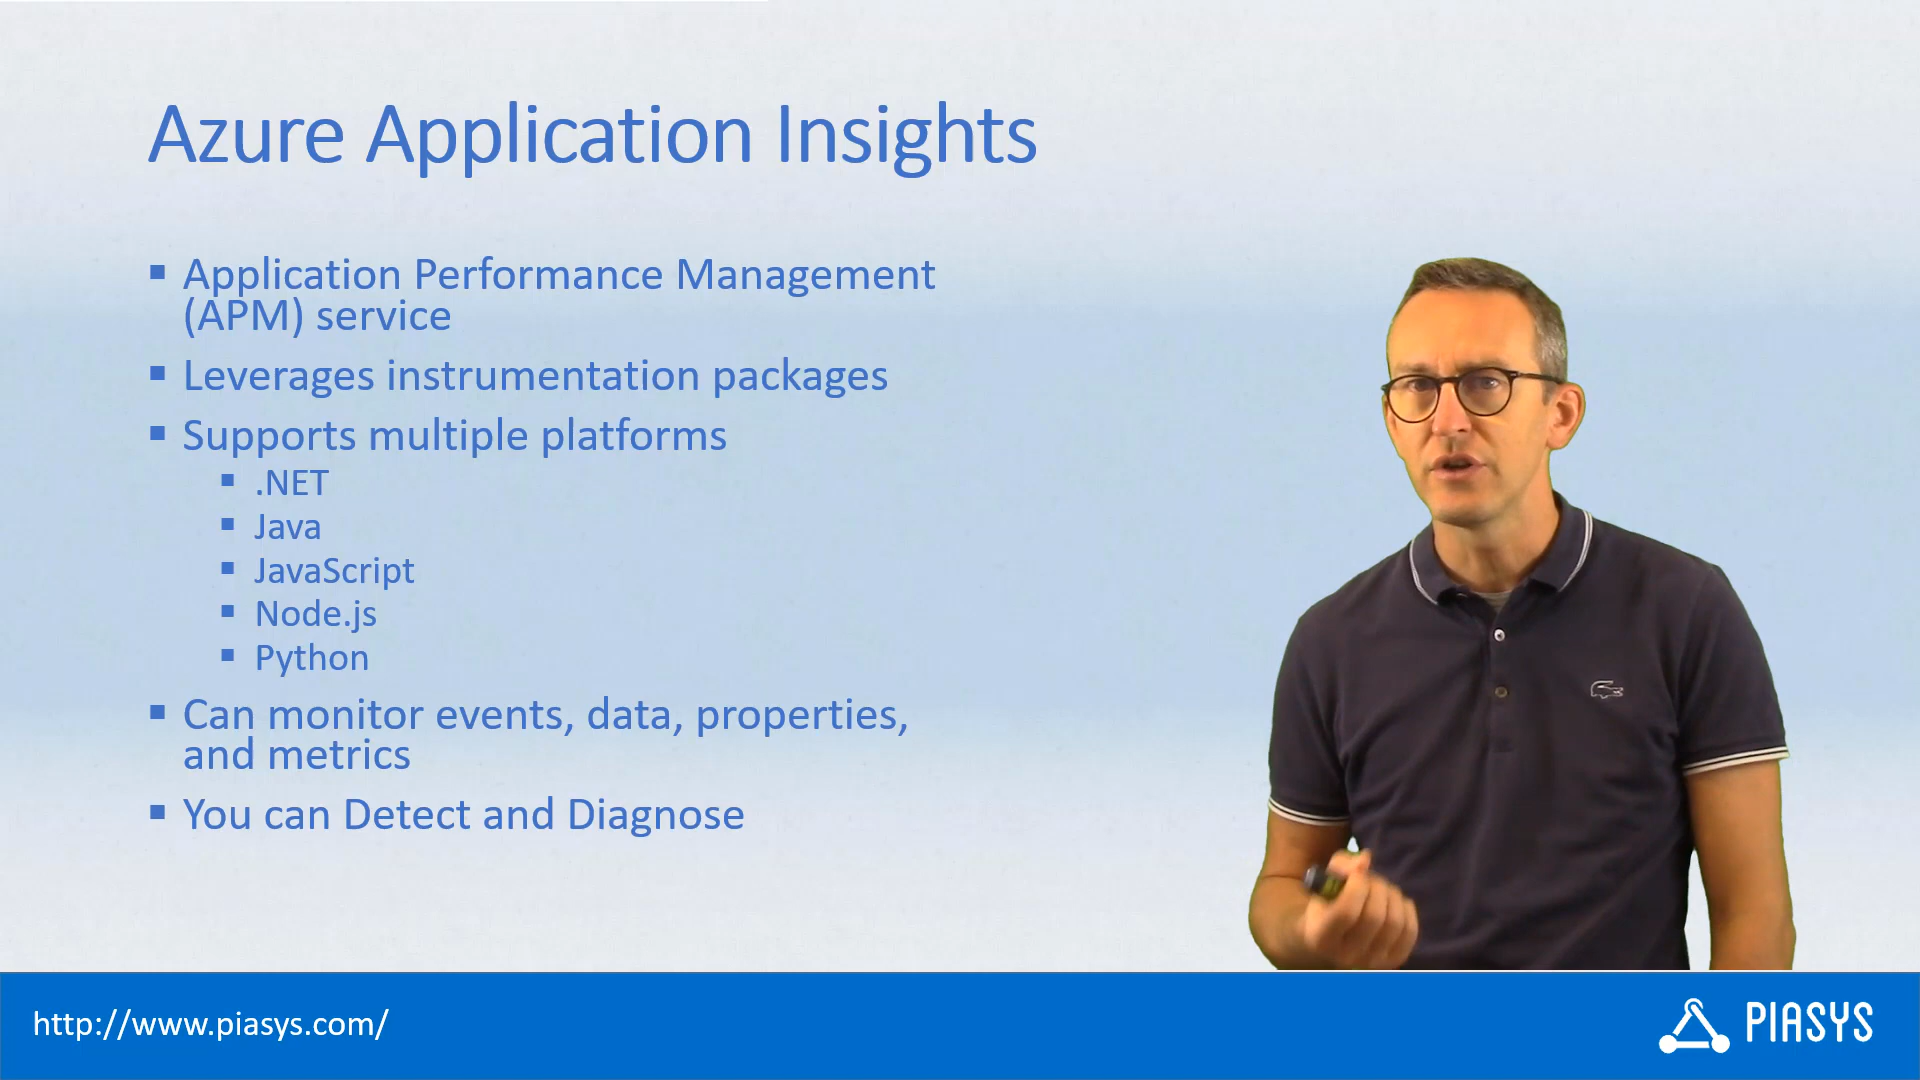 Azure Application Insights
▪ Application Performance Management
(APM) service
▪ Leverages instrumentation packages
▪ Supports multiple platforms
▪ .NET
▪ Java
▪ JavaScript
▪ Node.js
▪ Python
▪ Can monitor events, data, properties,
and metrics
▪ You can Detect and Diagnose
http://www.piasys.com/
PIASYS